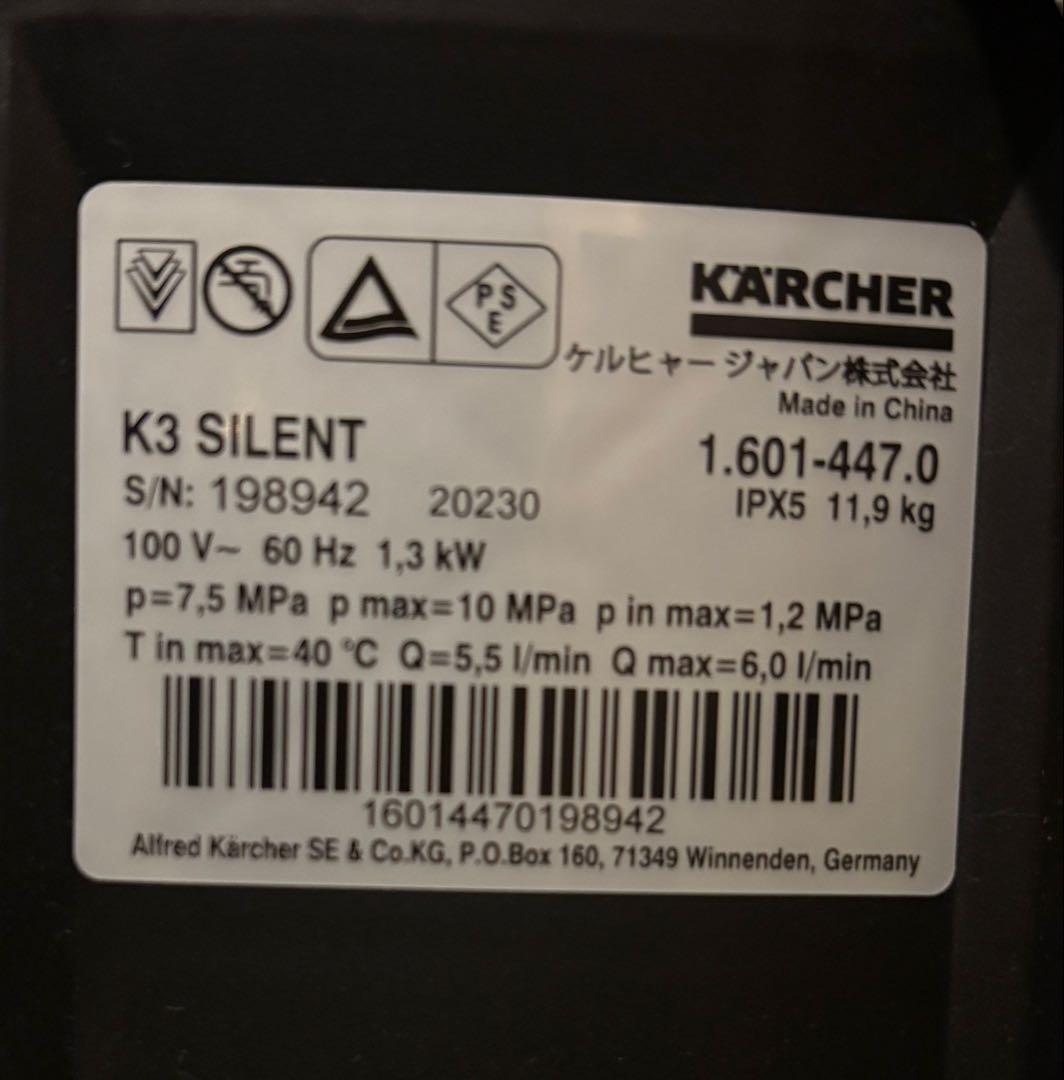 PSE
KÄRCHER
ケルヒャー ジャパン株式会社
Made in China
K3 SILENT
1.601-447.0
S/N: 198942 20230
IPX5 11,9 kg
100 V~ 60 Hz 1,3 kW
p=7,5 MPa p max=10 MPa p in max=1,2 MPa
T in max=40 °C Q=5,5 l/min Q max=6,0 l/min
16014470198942
Alfred Kärcher SE & Co.KG, P.O.Box 160, 71349 Winnenden, Germany